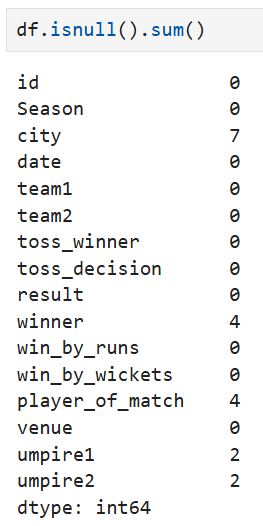 df.isnull().sum()
id 0
Season 0
city 7
date 0
team1 0
team2 0
toss_winner 0
toss_decision 0
result 0
winner 4
win_by_runs 0
win_by_wickets 0
player_of_match 4
venue 0
umpire1 2
umpire2 2
dtype: int64